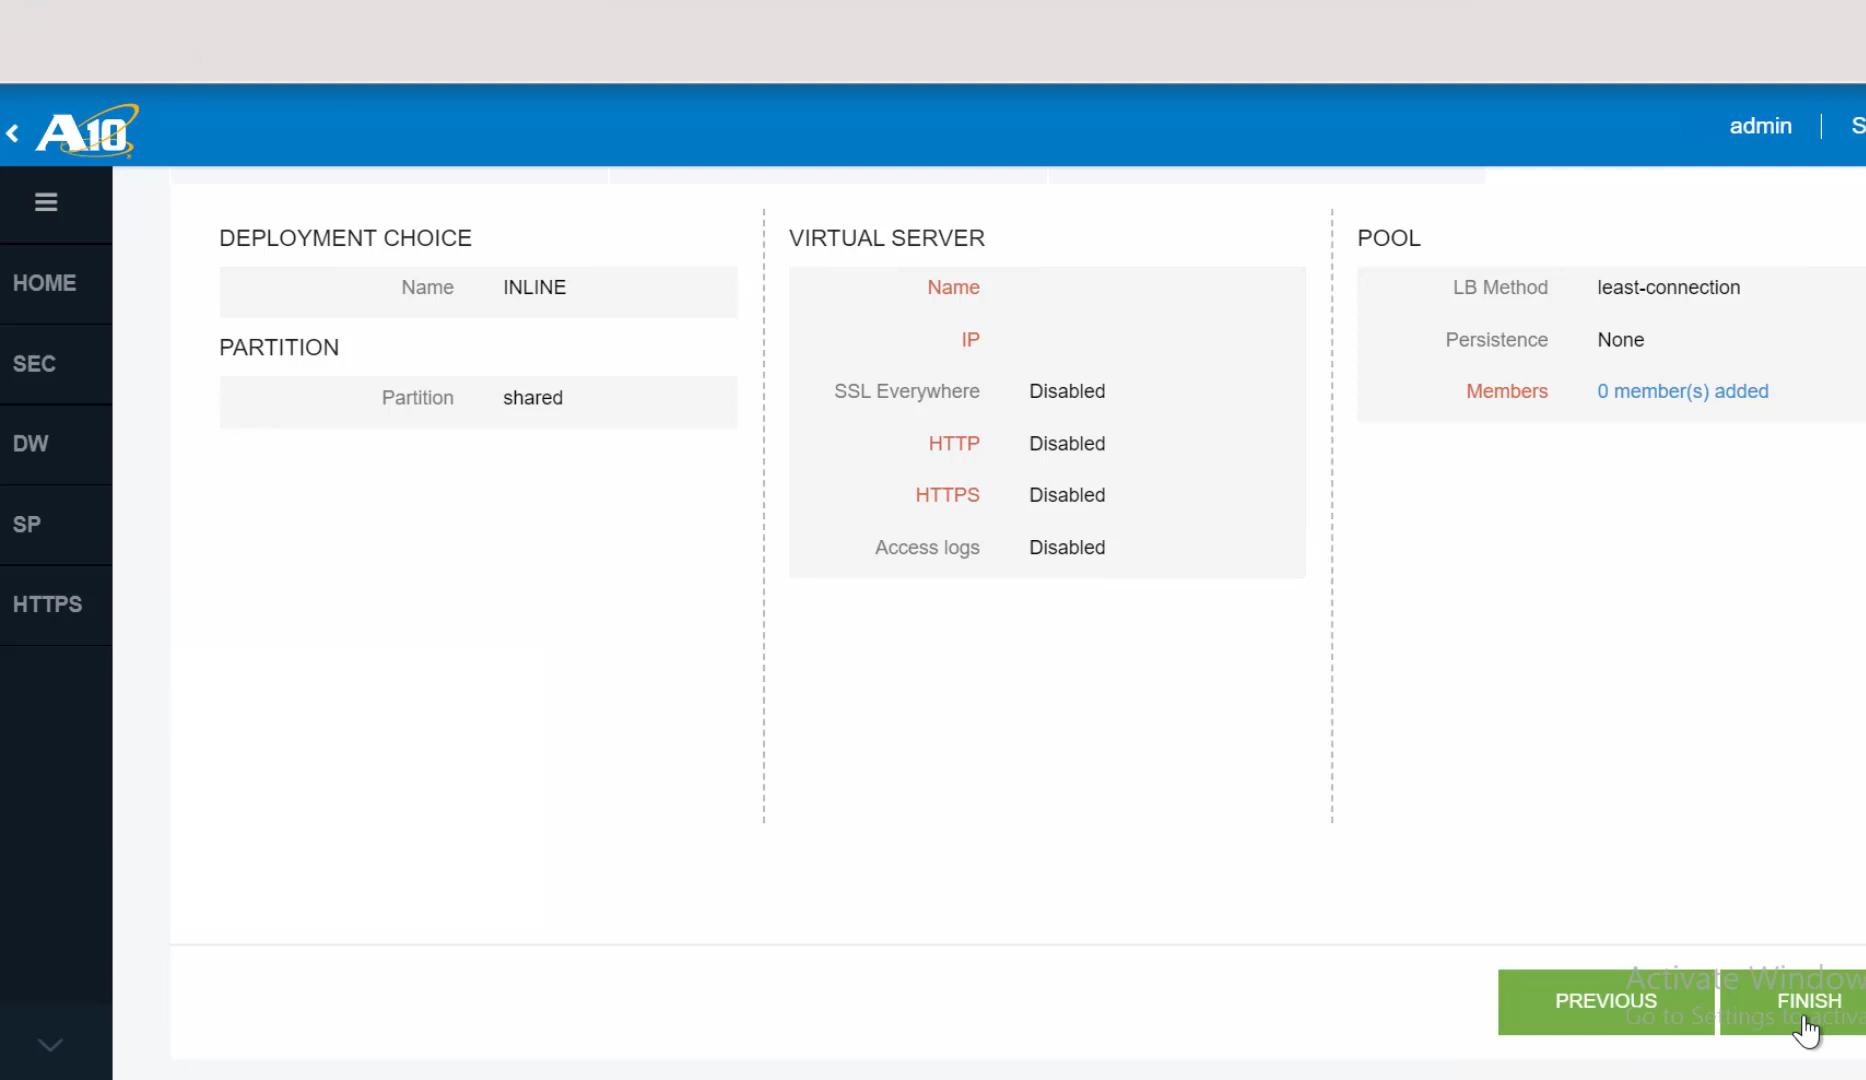 A10
admin
S
HOME
SEC
DW
SP
HTTPS
DEPLOYMENT CHOICE
Name INLINE
PARTITION
Partition shared
VIRTUAL SERVER
Name
IP
SSL Everywhere Disabled
HTTP Disabled
HTTPS Disabled
Access logs Disabled
POOL
LB Method least-connection
Persistence None
Members 0 member(s) added
PREVIOUS
FINISH
Activate Window
Go to Settings to activa